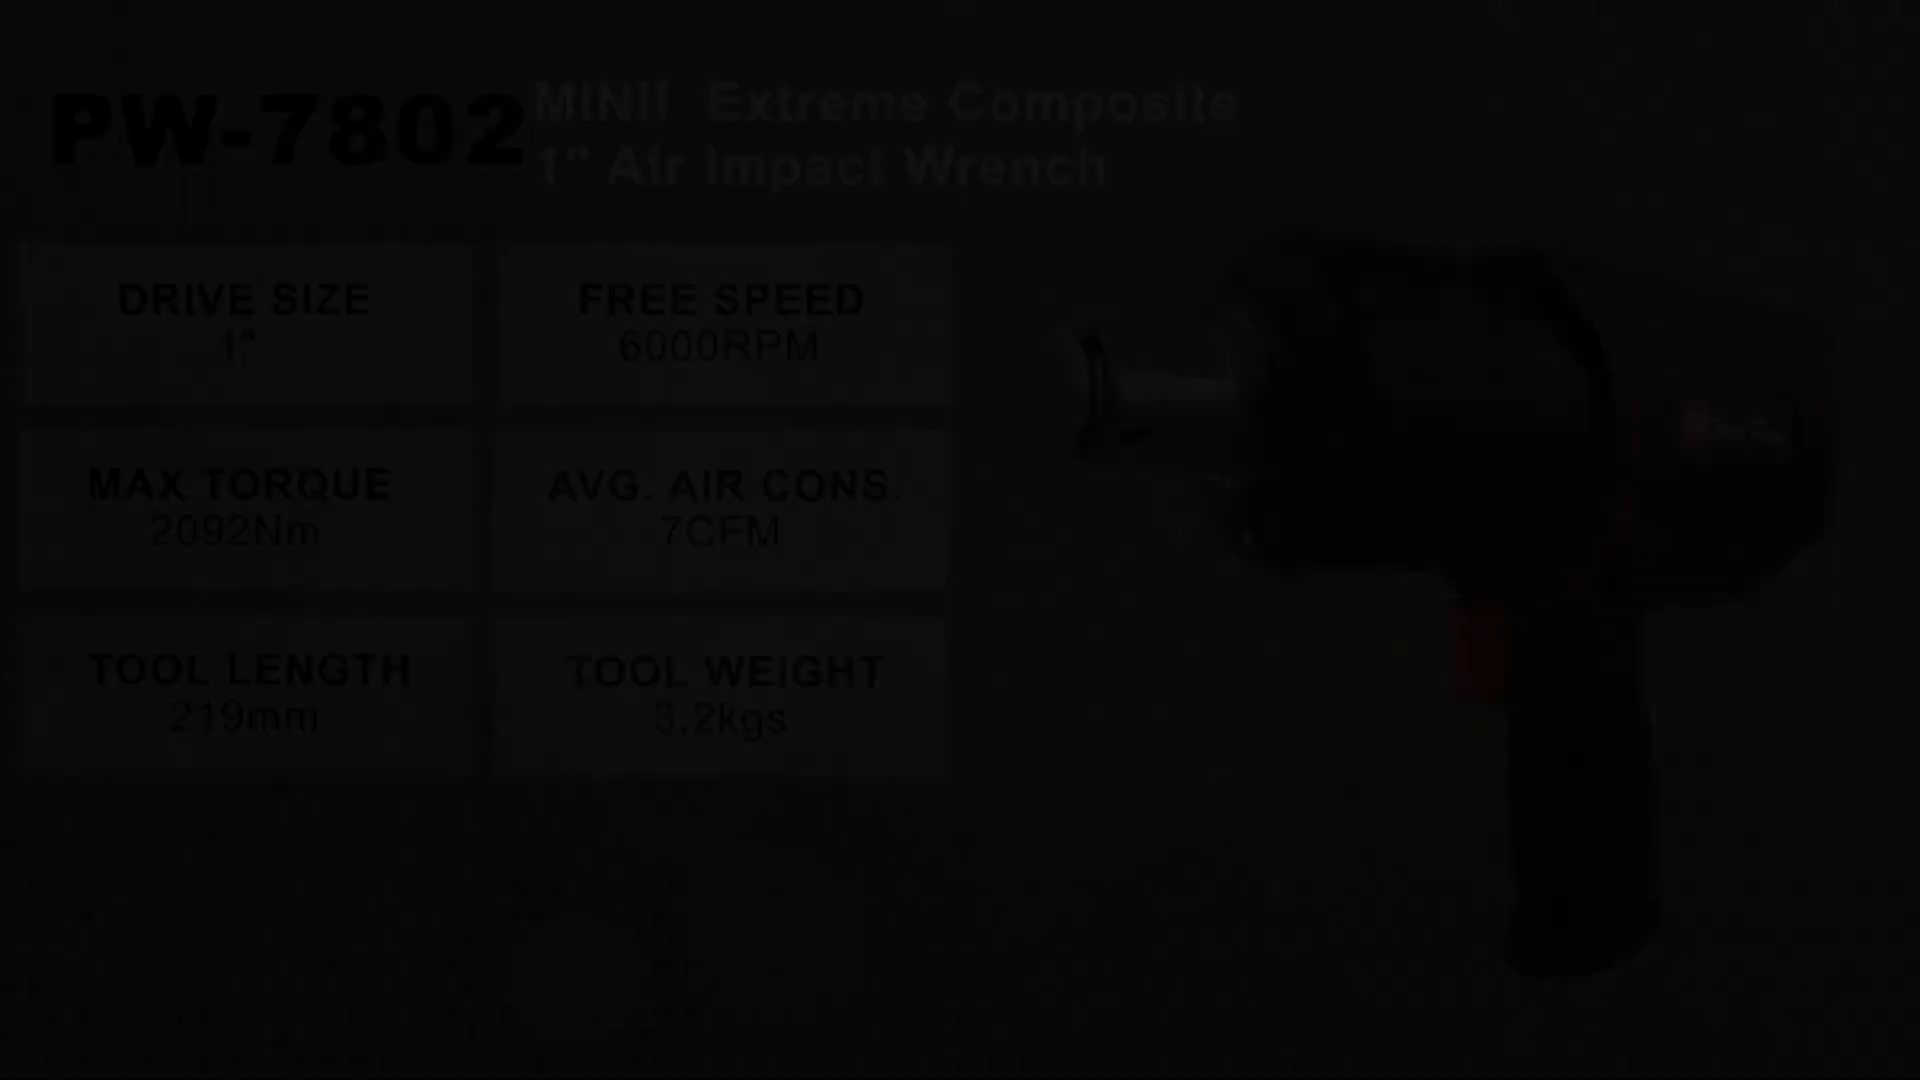 PW-7802
MINI! Extreme Composite
1" Air Impact Wrench
DRIVE SIZE
1"
FREE SPEED
6000RPM
MAX TORQUE
2092Nm
AVG. AIR CONS.
7CFM
TOOL LENGTH
219mm
TOOL WEIGHT
3.2kgs